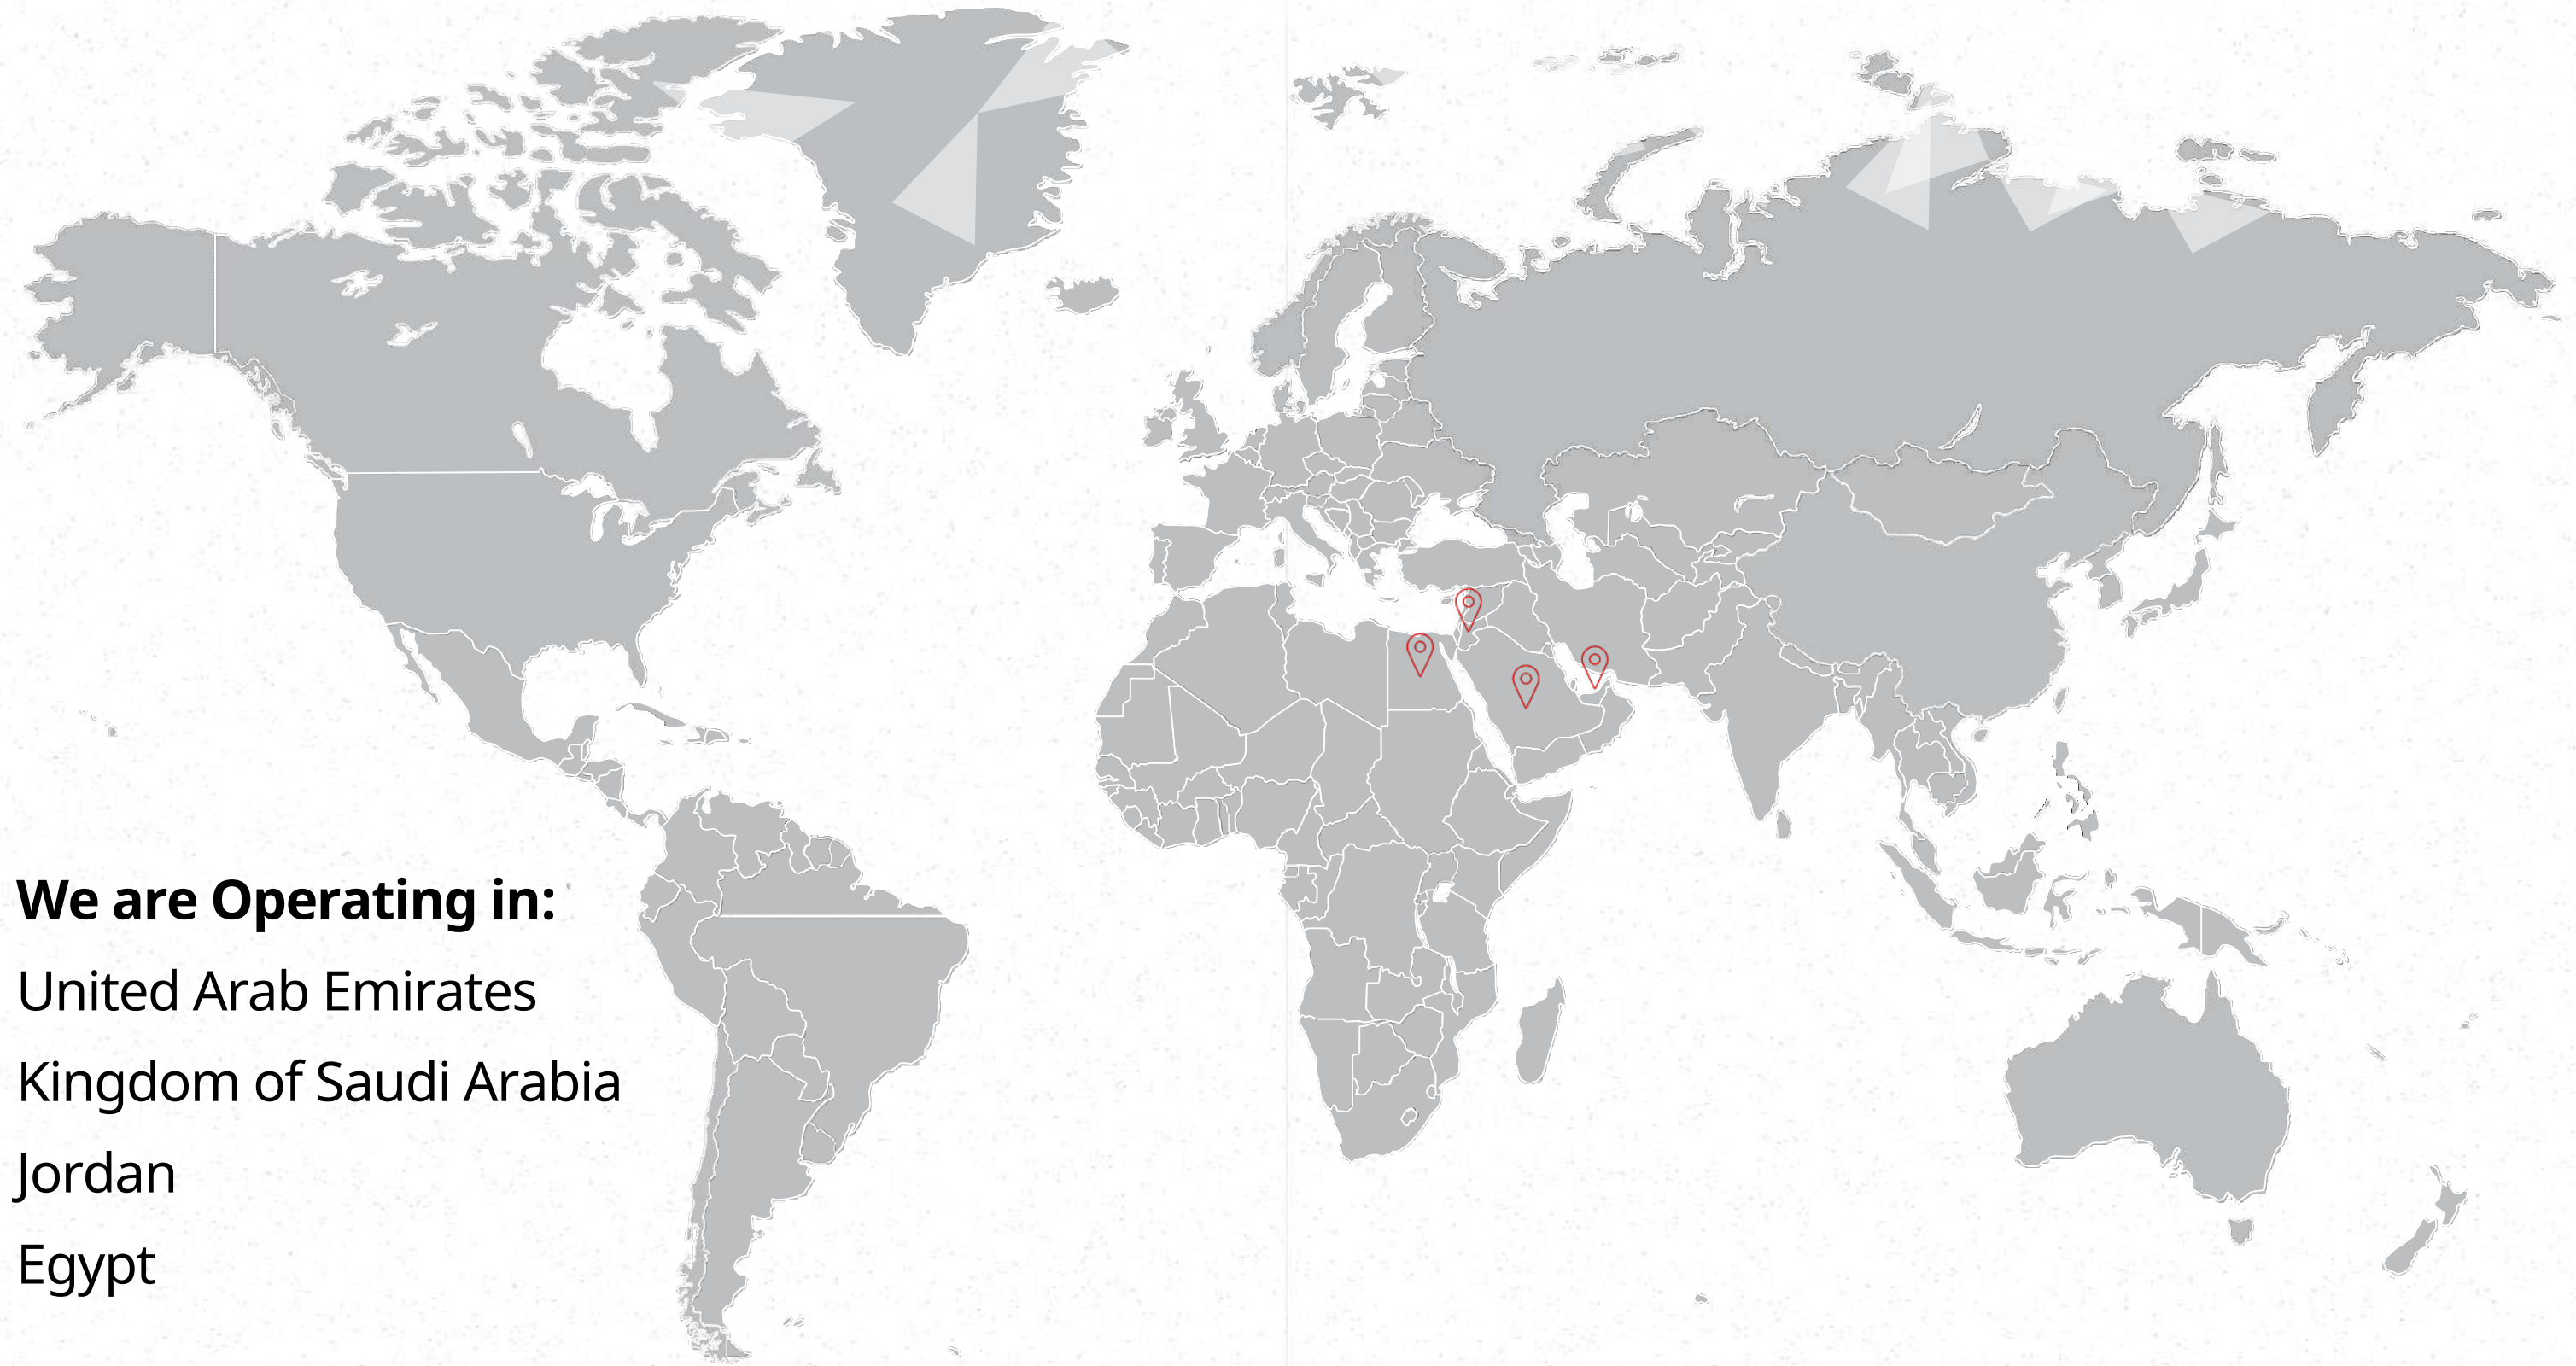 We are Operating in:
United Arab Emirates
Kingdom of Saudi Arabia
Jordan
Egypt